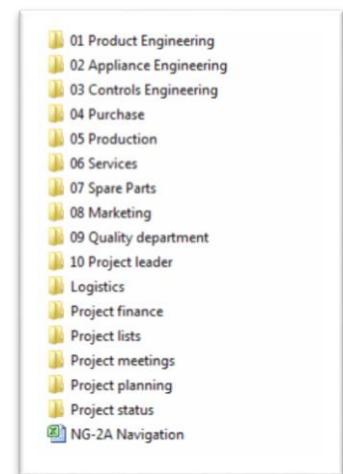 01 Product Engineering
02 Appliance Engineering
03 Controls Engineering
04 Purchase
05 Production
06 Services
07 Spare Parts
08 Marketing
09 Quality department
10 Project leader
Logistics
Project finance
Project lists
Project meetings
Project planning
Project status
NG-2A Navigation